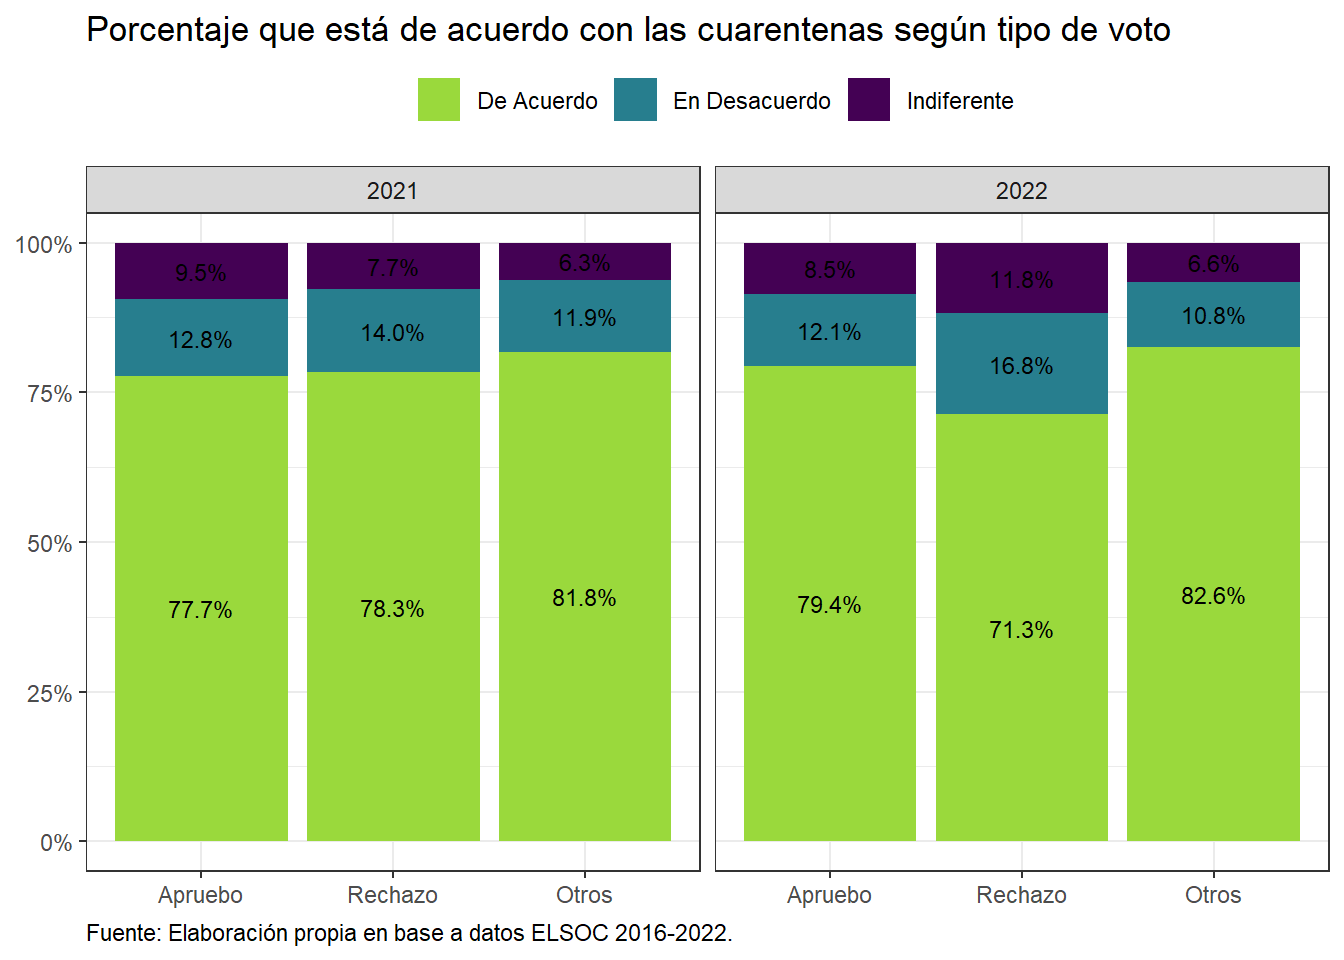 Porcentaje que está de acuerdo con las cuarentenas según tipo de voto
De Acuerdo En Desacuerdo Indiferente
2021 2022
100%
75%
50%
25%
0%
9.5% 7.7% 6.3% 8.5% 11.8% 6.6%
12.8% 14.0% 11.9% 12.1% 16.8% 10.8%
77.7% 78.3% 81.8% 79.4% 71.3% 82.6%
Apruebo Rechazo Otros Apruebo Rechazo Otros
Fuente: Elaboración propia en base a datos ELSOC 2016-2022.